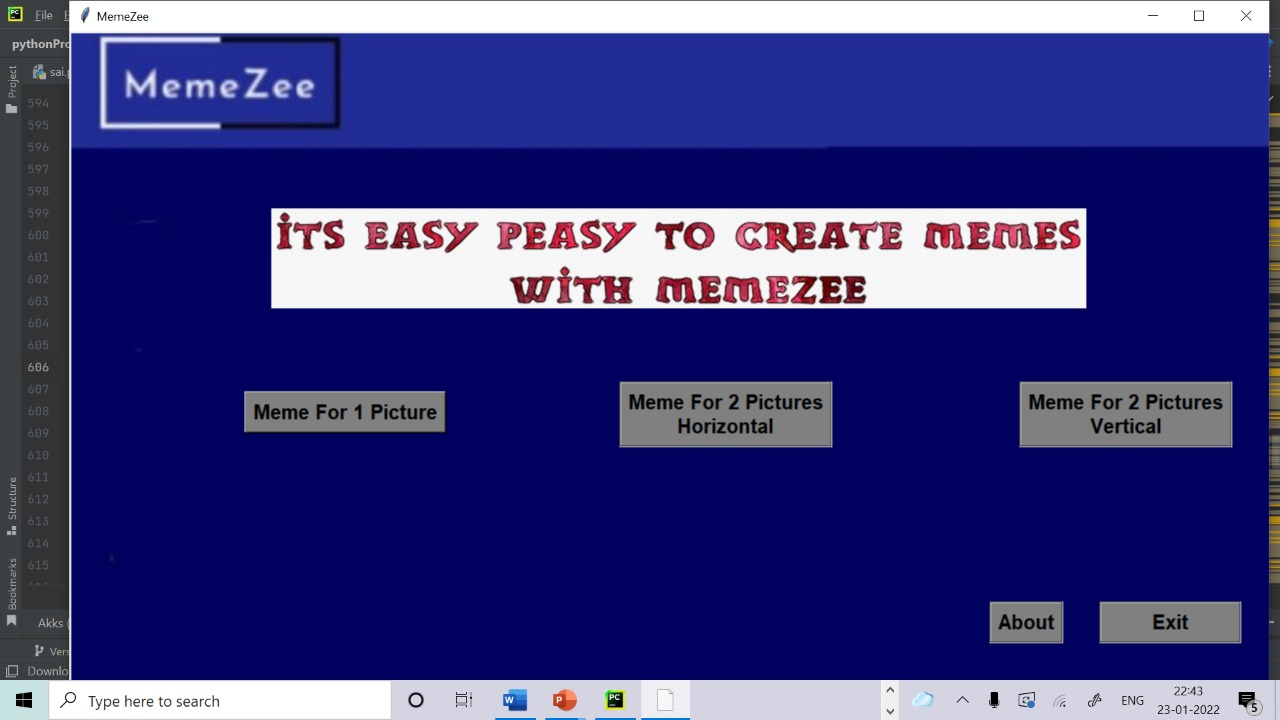 File
MemeZee
pythonPro
MemeZee
Project
sai.p
594
595
596
597
598
599
600
601
602
603
604
605
606
607
608
609
610
611
612
613
614
615
iTS EASY PEASY TO CREATE MEMES
WiTH MEMEZEE
Meme For 1 Picture
Meme For 2 Pictures
Horizontal
Meme For 2 Pictures
Vertical
Structure
Bookmarks
About
Exit
Akks (
Vers
Downlo
Type here to search
ENG
22:43
23-01-2022
5